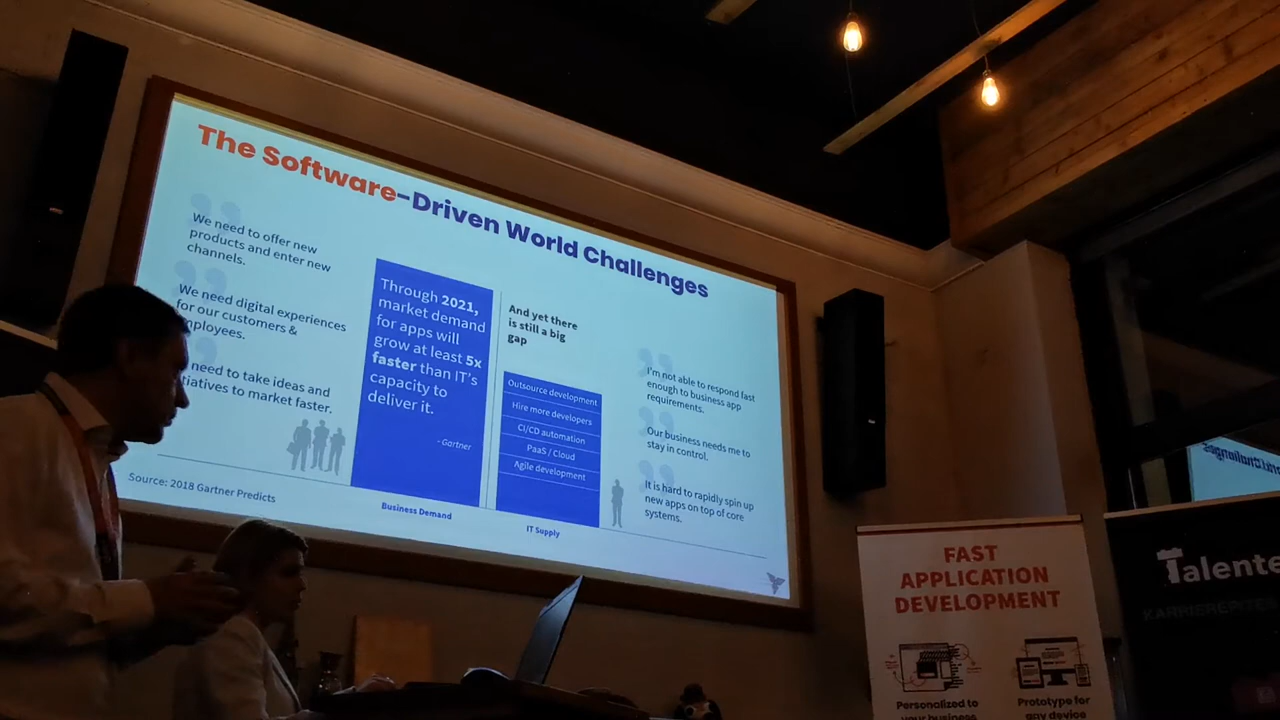 The Software–Driven World Challenges
We need to offer new
products and enter new
channels.
We need digital experiences
for our customers &
need to take ideas and
to market faster.
Through 2021,
market demand
for apps will
grow at least 5x
faster than IT's
capacity to
deliver it.
- Gartner
And yet there
is still a big
gap
Outsource development
Hire more developers
CI/CD automation
PaaS / Cloud
Agile development
I'm not able to respond fast
enough to business app
requirements.
Our business needs me to
stay in control.
It is hard to rapidly spin up
new apps on top of core
systems.
Source: 2018 Gartner Predicts
Business Demand
IT Supply
FAST
APPLICATION
DEVELOPMENT
Personalized to
your business
Prototype for
any device
Talente